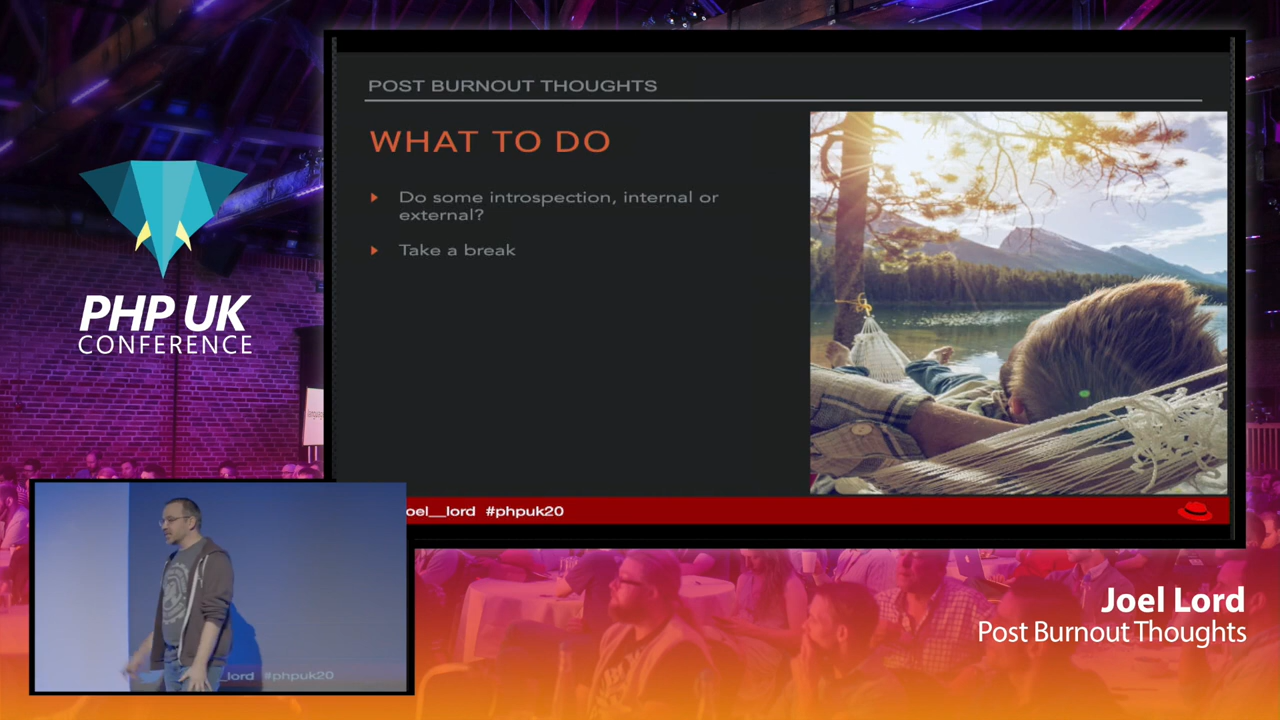 POST BURNOUT THOUGHTS
WHAT TO DO
Do some introspection, internal or
external?
Take a break
oel__lord #phpuk20
PHP UK
CONFERENCE
_lord #phpuk20
Joel Lord
Post Burnout Thoughts